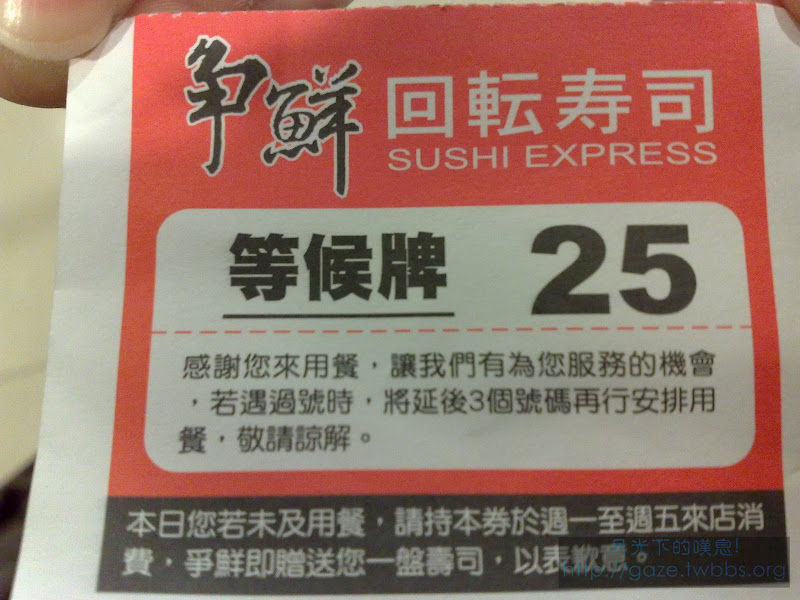 爭鮮 回転寿司
SUSHI EXPRESS
等候牌 25
感謝您來用餐，讓我們有為您服務的機會
，若遇過號時，將延後3個號碼再行安排用
餐，敬請諒解。
本日您若未及用餐，請持本券於週一至週五來店消
費，爭鮮即贈送您一盤壽司，以表歉意。
月光下的嘆息!
http://gaze.twbbs.org